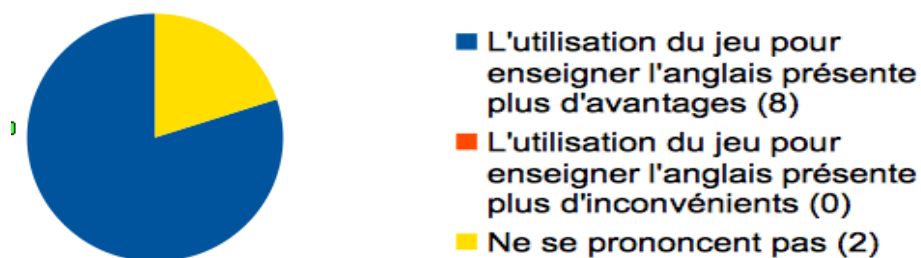 L'utilisation du jeu pour
enseigner l'anglais présente
plus d'avantages (8)
L'utilisation du jeu pour
enseigner l'anglais présente
plus d'inconvénients (0)
Ne se prononcent pas (2)